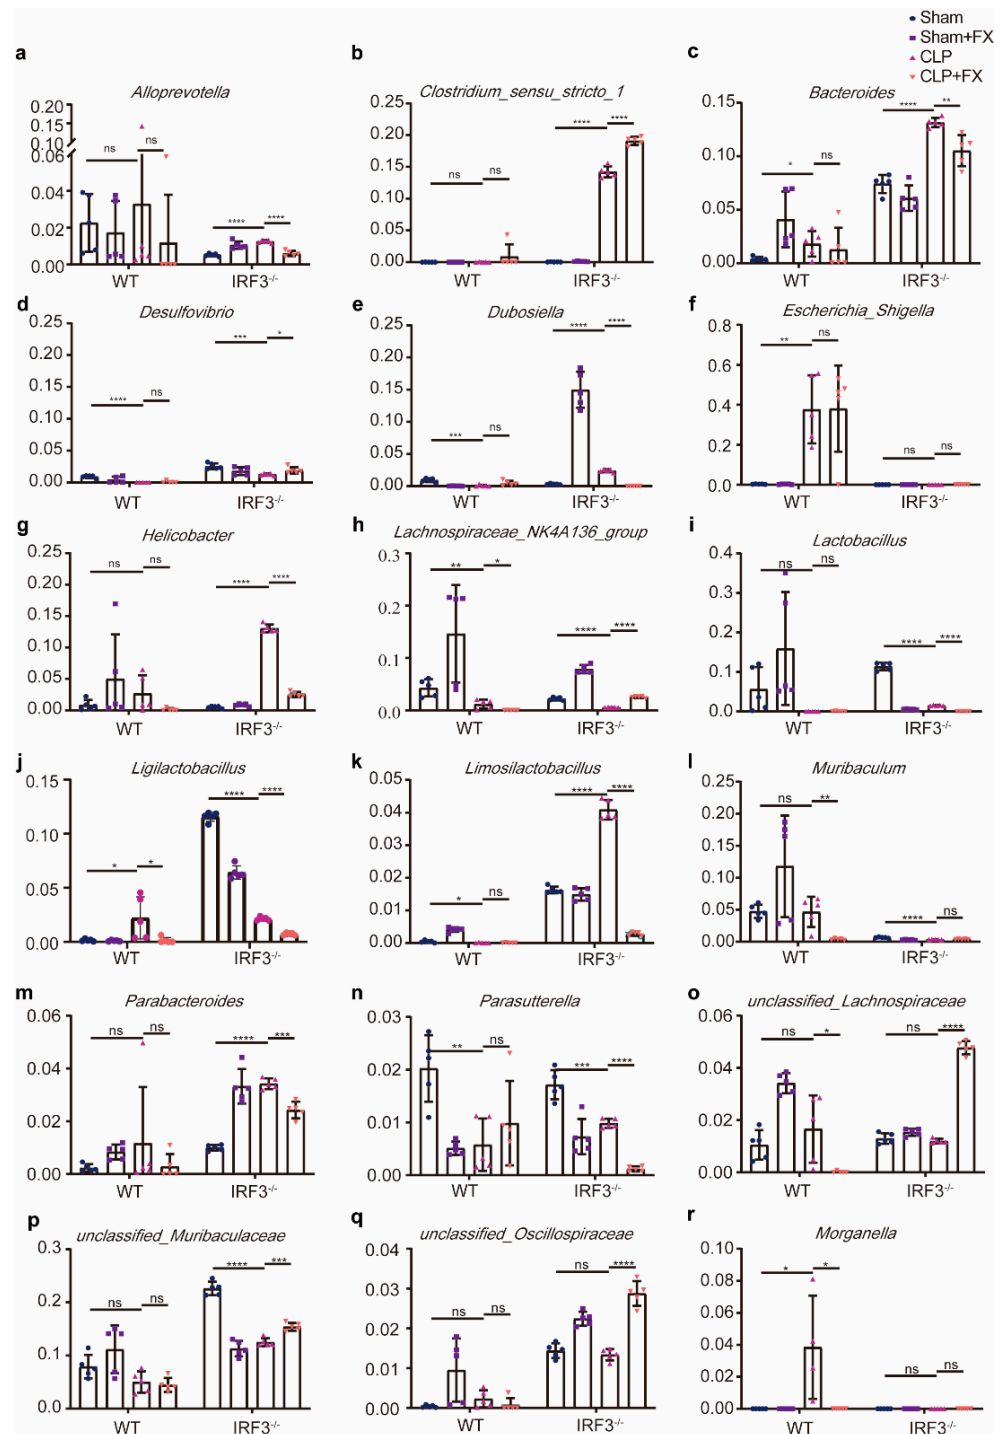 Sham
Sham+FX
CLP
CLP+FX
a
Alloprevotella
0.20
0.15
0.10
0.06
0.04
0.02
0.00
ns
ns
****
****
WT
IRF3-/-
b
Clostridium_sensu_stricto_1
0.25
0.20
0.15
0.10
0.05
0.00
ns
ns
****
****
WT
IRF3-/-
c
Bacteroides
0.15
0.10
0.05
0.00
*
ns
****
**
WT
IRF3-/-
d
Desulfovibrio
0.25
0.20
0.15
0.10
0.05
0.00
****
ns
***
*
WT
IRF3-/-
e
Dubosiella
0.25
0.20
0.15
0.10
0.05
0.00
***
ns
****
****
WT
IRF3-/-
f
Escherichia_Shigella
0.8
0.6
0.4
0.2
0.0
**
ns
ns
ns
WT
IRF3-/-
g
Helicobacter
0.25
0.20
0.15
0.10
0.05
0.00
ns
ns
****
****
WT
IRF3-/-
h
Lachnospiraceae_NK4A136_group
0.3
0.2
0.1
0.0
**
*
****
****
WT
IRF3-/-
i
Lactobacillus
0.4
0.3
0.2
0.1
0.0
ns
ns
****
****
WT
IRF3-/-
j
Ligilactobacillus
0.15
0.10
0.05
0.00
*
*
****
****
WT
IRF3-/-
k
Limosilactobacillus
0.05
0.04
0.03
0.02
0.01
0.00
*
ns
****
****
WT
IRF3-/-
l
Muribaculum
0.25
0.20
0.15
0.10
0.05
0.00
ns
**
****
ns
WT
IRF3-/-
m
Parabacteroides
0.06
0.04
0.02
0.00
ns
ns
****
***
WT
IRF3-/-
n
Parasutterella
0.03
0.02
0.01
0.00
**
ns
***
****
WT
IRF3-/-
o
unclassified_Lachnospiraceae
0.06
0.04
0.02
0.00
ns
*
ns
****
WT
IRF3-/-
p
unclassified_Muribaculaceae
0.3
0.2
0.1
0.0
ns
ns
****
***
WT
IRF3-/-
q
unclassified_Oscillospiraceae
0.04
0.03
0.02
0.01
0.00
ns
ns
ns
****
WT
IRF3-/-
r
Morganella
0.10
0.08
0.06
0.04
0.02
0.00
*
*
ns
ns
WT
IRF3-/-